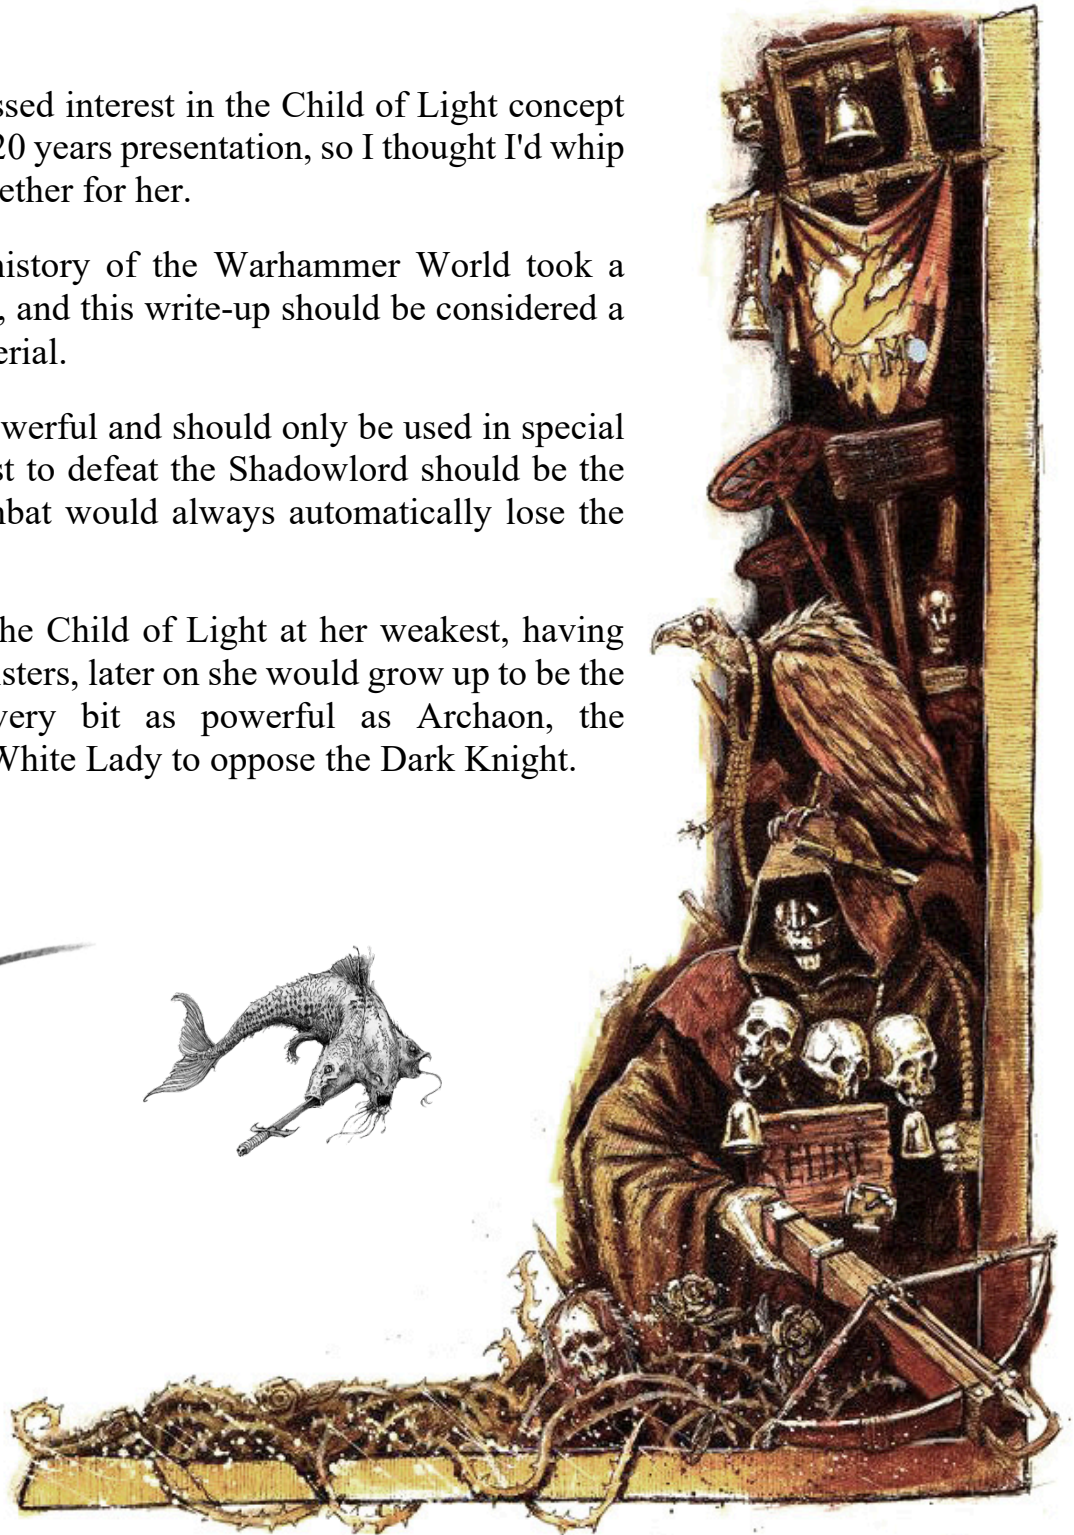 ssed interest in the Child of Light concept
20 years presentation, so I thought I'd whip
ether for her.
history of the Warhammer World took a
, and this write-up should be considered a
erial.
werful and should only be used in special
st to defeat the Shadowlord should be the
nbat would always automatically lose the
he Child of Light at her weakest, having
sters, later on she would grow up to be the
very bit as powerful as Archaon, the
White Lady to oppose the Dark Knight.